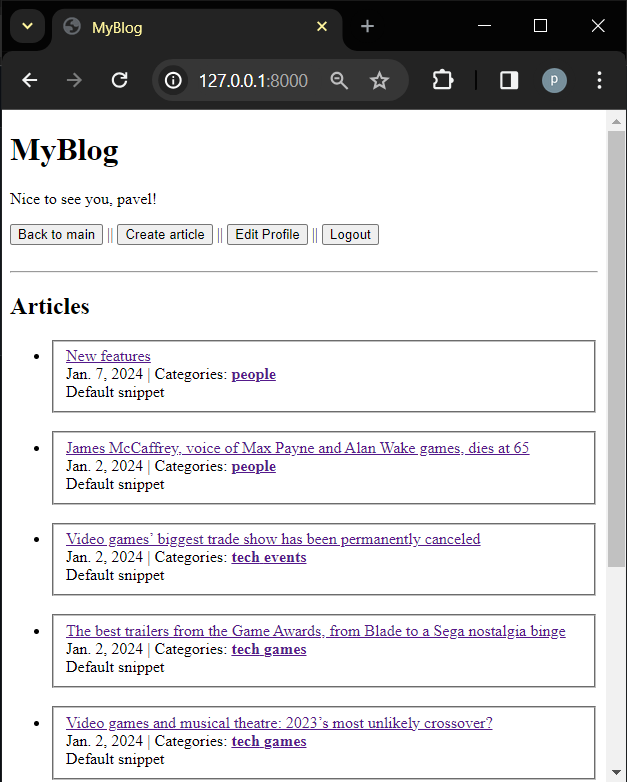 MyBlog
127.0.0.1:8000
p
MyBlog
Nice to see you, pavel!
Back to main || Create article || Edit Profile || Logout
Articles
New features
Jan. 7, 2024 | Categories: people
Default snippet
James McCaffrey, voice of Max Payne and Alan Wake games, dies at 65
Jan. 2, 2024 | Categories: people
Default snippet
Video games’ biggest trade show has been permanently canceled
Jan. 2, 2024 | Categories: tech events
Default snippet
The best trailers from the Game Awards, from Blade to a Sega nostalgia binge
Jan. 2, 2024 | Categories: tech games
Default snippet
Video games and musical theatre: 2023’s most unlikely crossover?
Jan. 2, 2024 | Categories: tech games
Default snippet